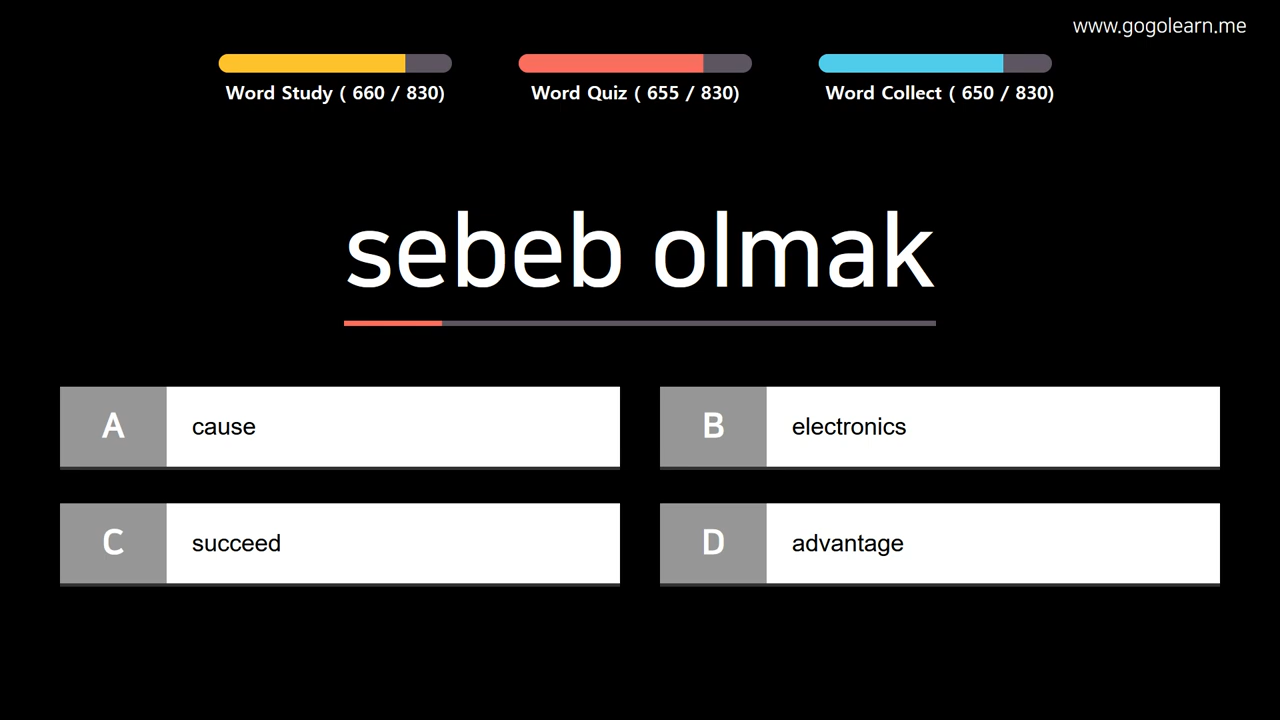 www.gogolearn.me
Word Study ( 660 / 830)
Word Quiz ( 655 / 830)
Word Collect ( 650 / 830)
sebeb olmak
A cause
B electronics
C succeed
D advantage